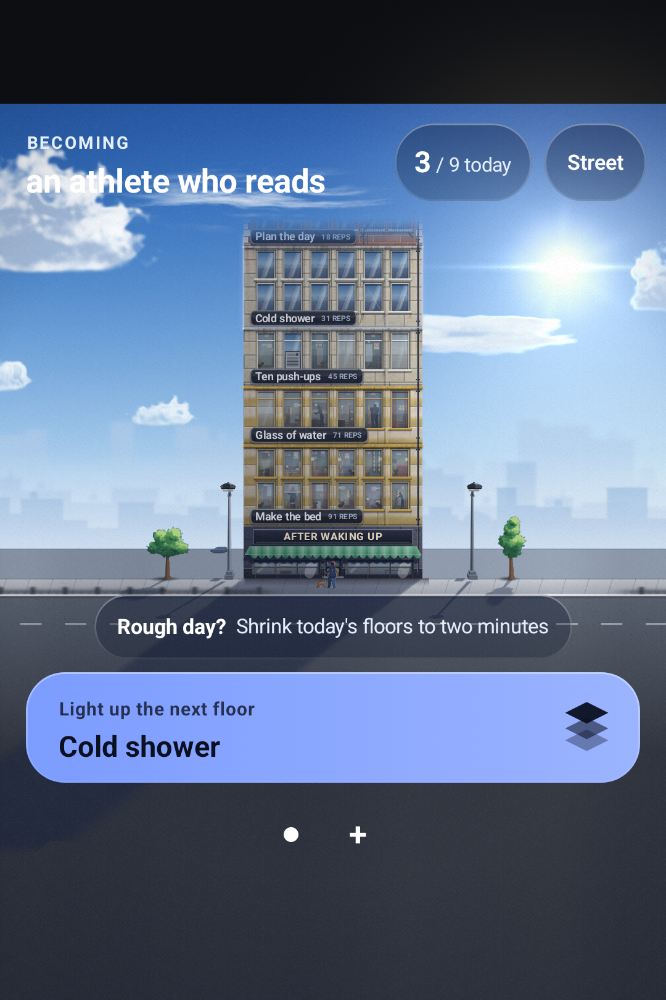 BECOMING
an athlete who reads
3 / 9 today
Street
Plan the day 18 REPS
Cold shower 31 REPS
Ten push-ups 45 REPS
Glass of water 71 REPS
Make the bed 91 REPS
AFTER WAKING UP
Rough day? Shrink today's floors to two minutes
Light up the next floor
Cold shower